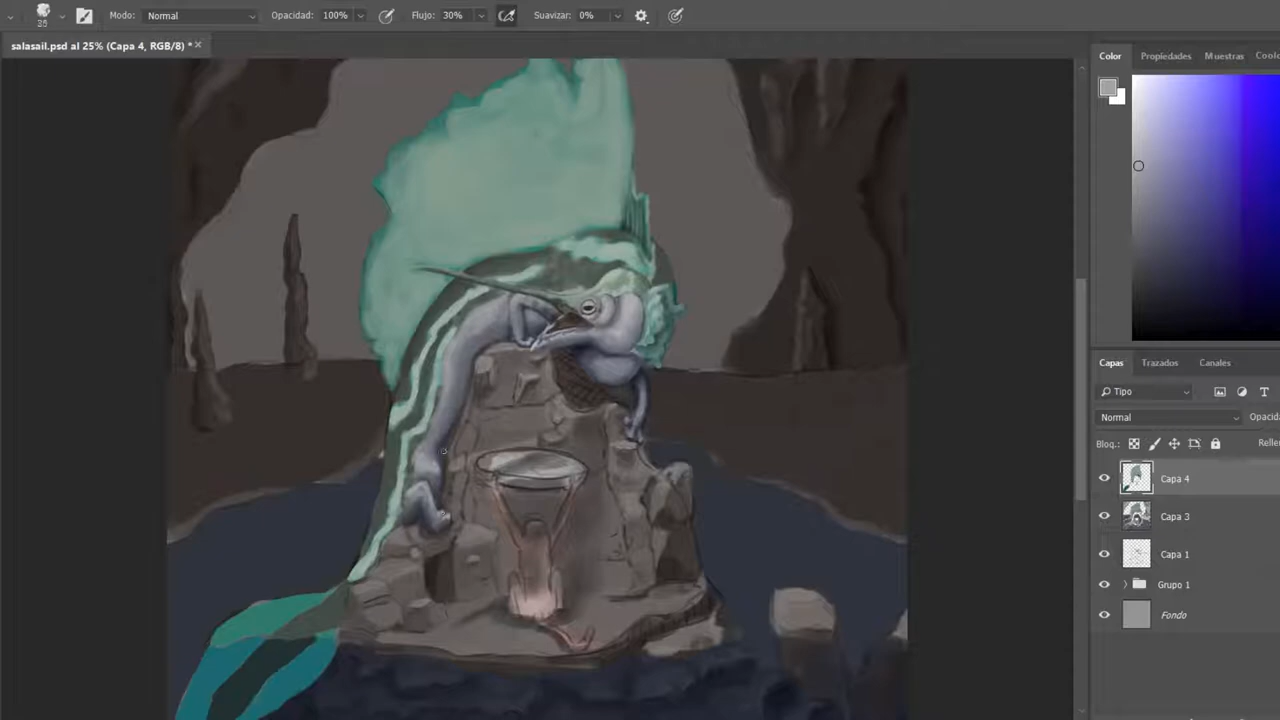 25 Modo: Normal Opacidad: 100% Flujo: 30% Suavizar: 0%
salasail.psd al 25% (Capa 4, RGB/8) *
Color Propiedades Muestras
Capas Trazados Canales
Tipo
Normal
Bloq.:
Capa 4
Capa 3
Capa 1
Grupo 1
Fondo